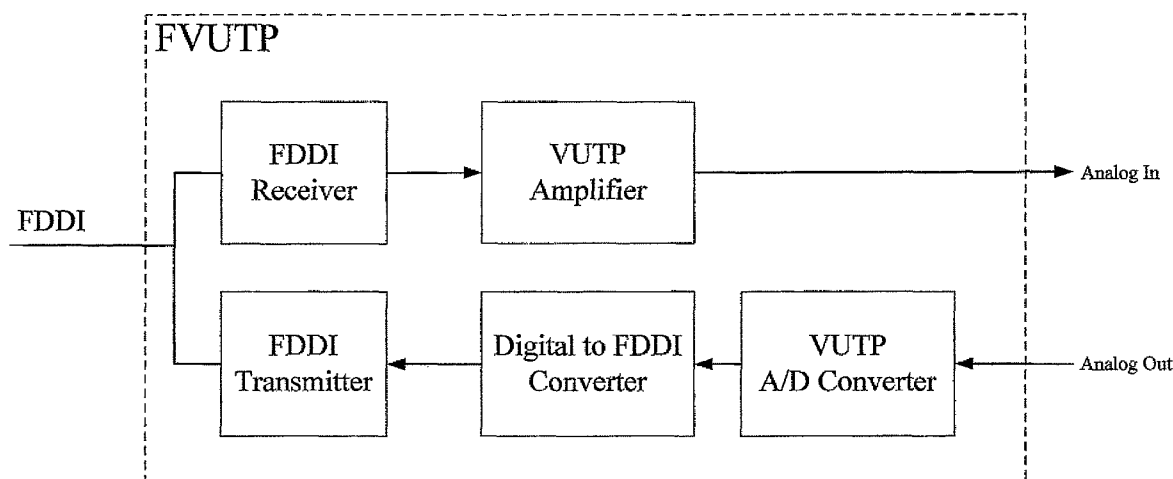 FVUTP
FDDI
Receiver
VUTP
Amplifier
Analog In
FDDI
FDDI
Transmitter
Digital to FDDI
Converter
VUTP
A/D Converter
Analog Out